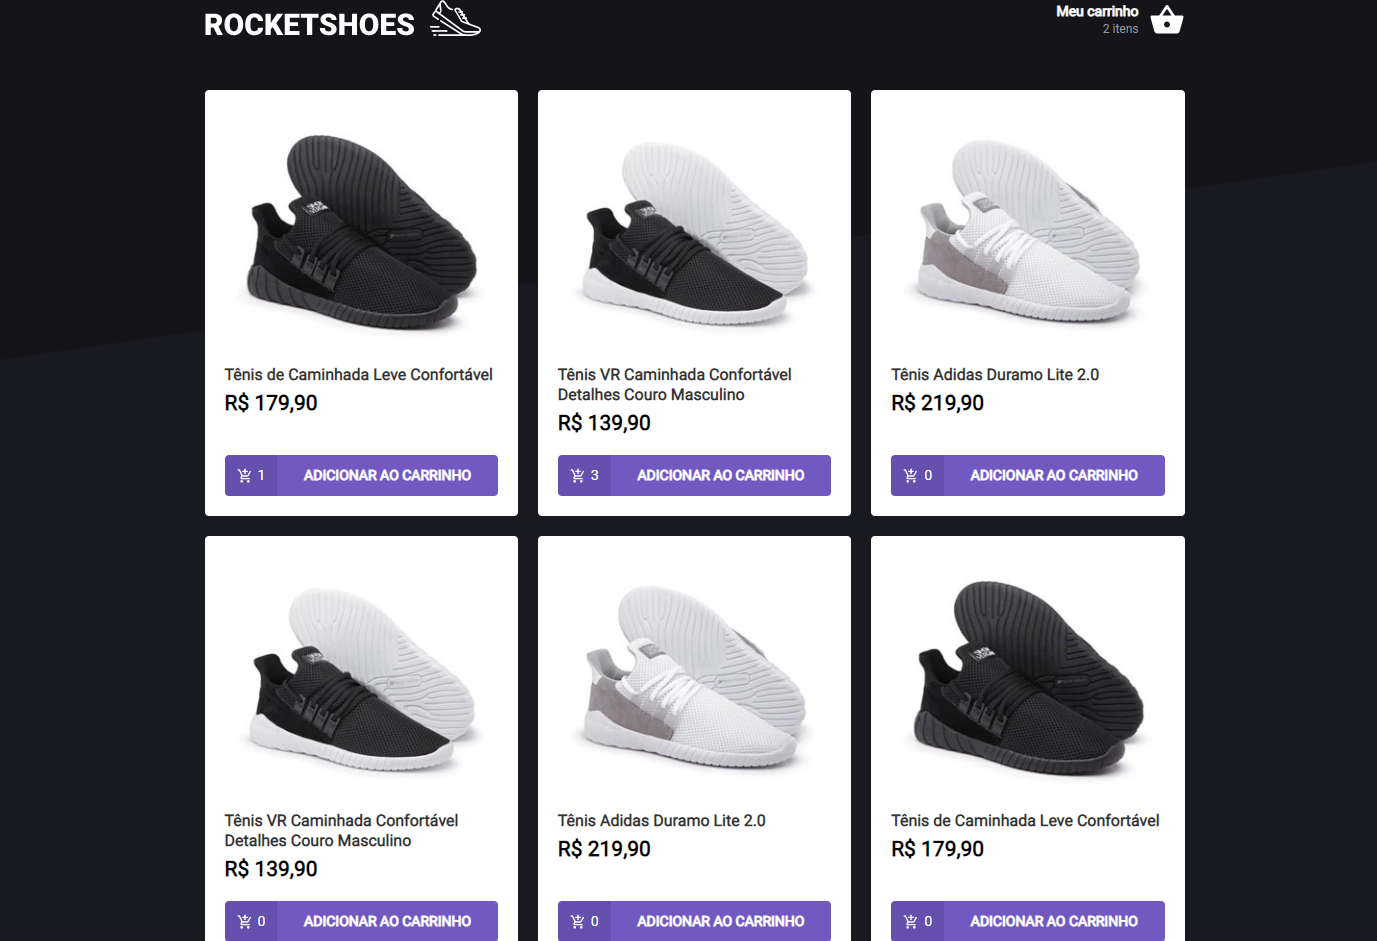 ROCKETSHOES
Meu carrinho
2 itens
Tênis de Caminhada Leve Confortável
R$ 179,90
1 ADICIONAR AO CARRINHO
Tênis VR Caminhada Confortável
Detalhes Couro Masculino
R$ 139,90
3 ADICIONAR AO CARRINHO
Tênis Adidas Duramo Lite 2.0
R$ 219,90
0 ADICIONAR AO CARRINHO
Tênis VR Caminhada Confortável
Detalhes Couro Masculino
R$ 139,90
0 ADICIONAR AO CARRINHO
Tênis Adidas Duramo Lite 2.0
R$ 219,90
0 ADICIONAR AO CARRINHO
Tênis de Caminhada Leve Confortável
R$ 179,90
0 ADICIONAR AO CARRINHO